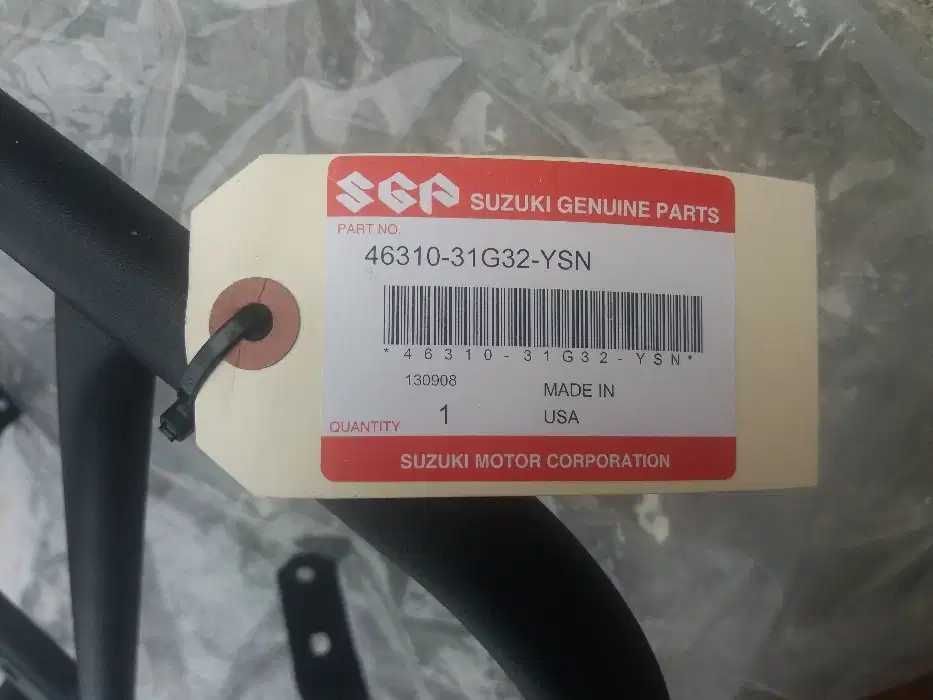 SGP SUZUKI GENUINE PARTS
PART NO.
46310-31G32-YSN
*46310-31G32-YSN*
130908
MADE IN
USA
QUANTITY 1
SUZUKI MOTOR CORPORATION